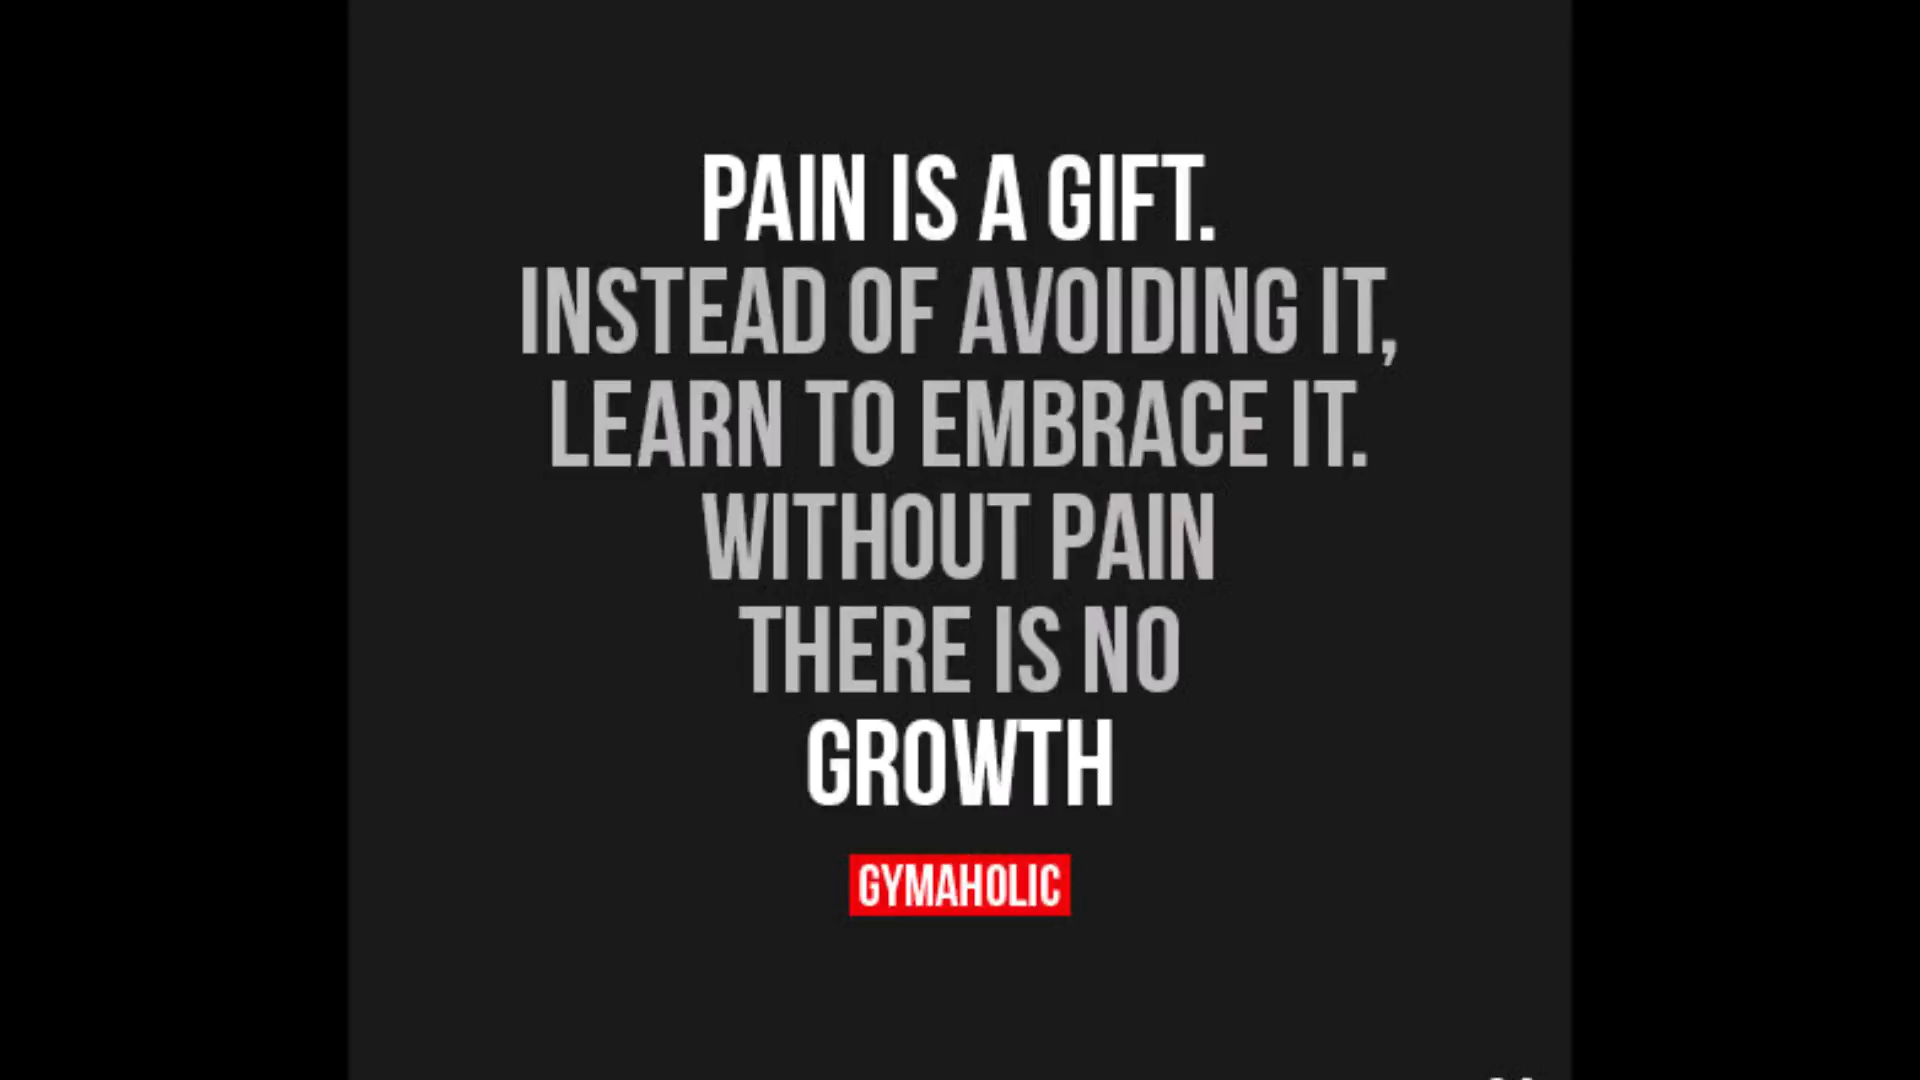 PAIN IS A GIFT.
INSTEAD OF AVOIDING IT,
LEARN TO EMBRACE IT.
WITHOUT PAIN
THERE IS NO
GROWTH
GYMAHOLIC